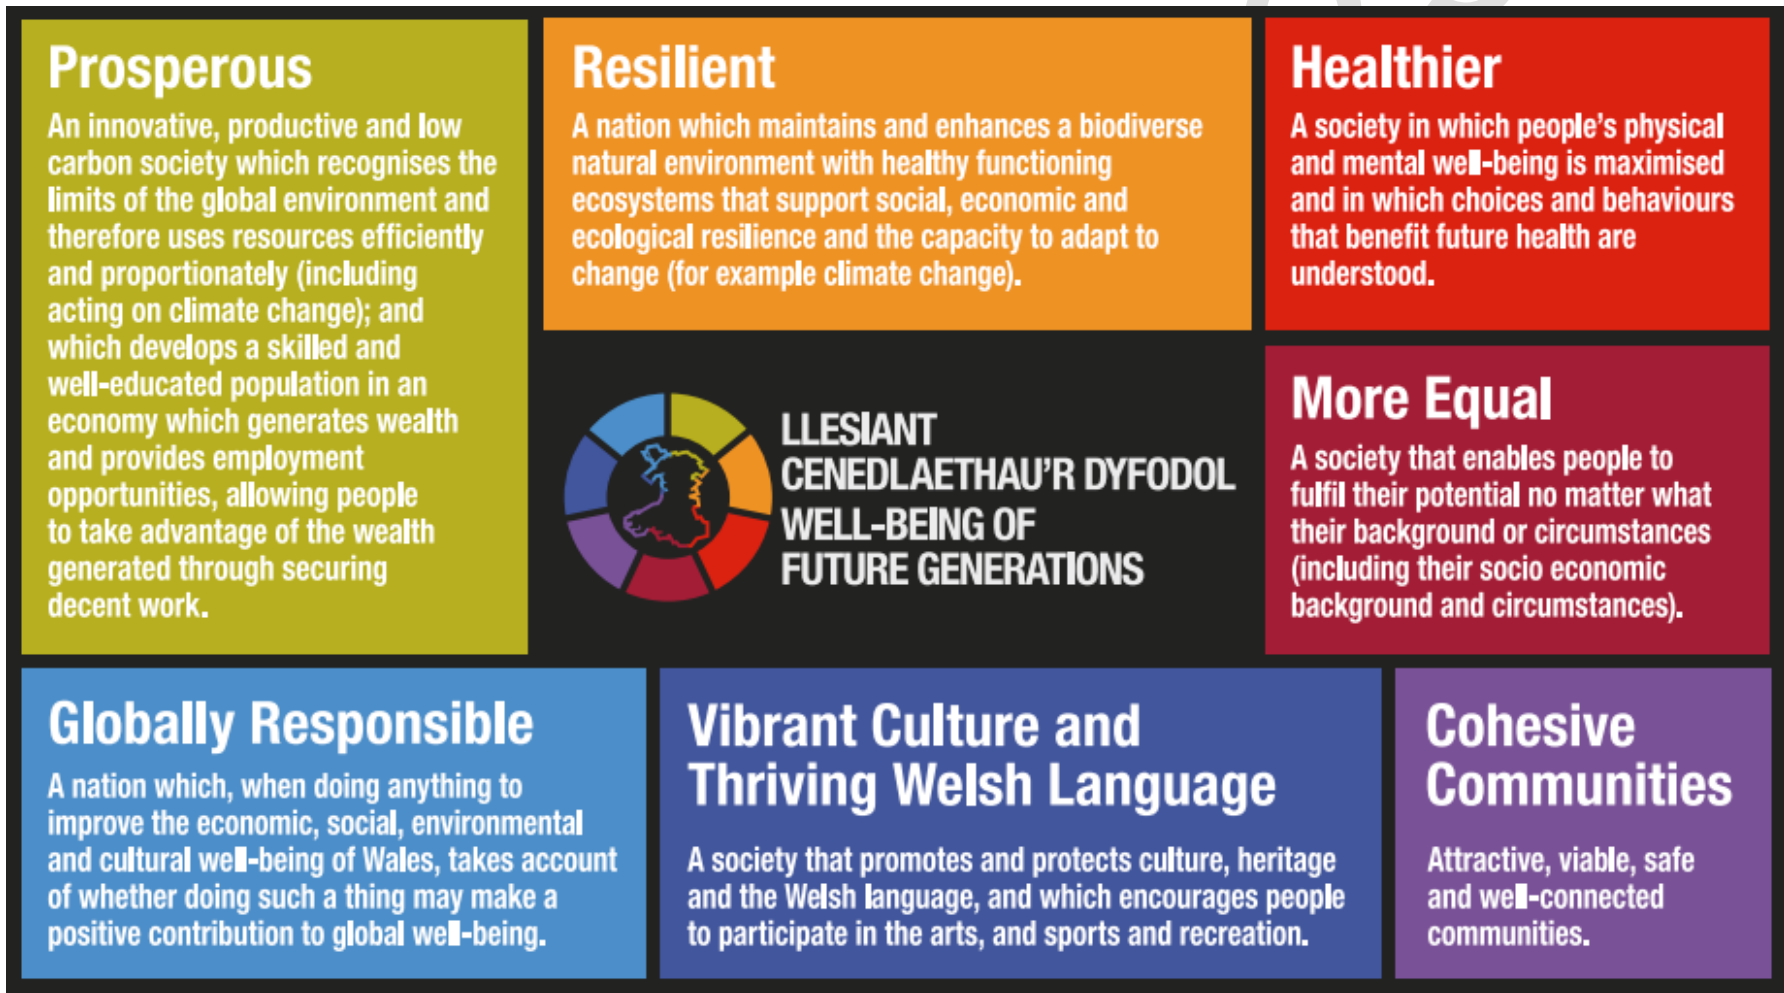 Prosperous
An innovative, productive and low
carbon society which recognises the
limits of the global environment and
therefore uses resources efficiently
and proportionately (including
acting on climate change); and
which develops a skilled and
well-educated population in an
economy which generates wealth
and provides employment
opportunities, allowing people
to take advantage of the wealth
generated through securing
decent work.
Resilient
A nation which maintains and enhances a biodiverse
natural environment with healthy functioning
ecosystems that support social, economic and
ecological resilience and the capacity to adapt to
change (for example climate change).
Healthier
A society in which people's physical
and mental well-being is maximised
and in which choices and behaviours
that benefit future health are
understood.
LLESIANT
CENEDLAETHAU'R DYFODOL
WELL-BEING OF
FUTURE GENERATIONS
More Equal
A society that enables people to
fulfil their potential no matter what
their background or circumstances
(including their socio economic
background and circumstances).
Globally Responsible
A nation which, when doing anything to
improve the economic, social, environmental
and cultural well-being of Wales, takes account
of whether doing such a thing may make a
positive contribution to global well-being.
Vibrant Culture and
Thriving Welsh Language
A society that promotes and protects culture, heritage
and the Welsh language, and which encourages people
to participate in the arts, and sports and recreation.
Cohesive
Communities
Attractive, viable, safe
and well-connected
communities.